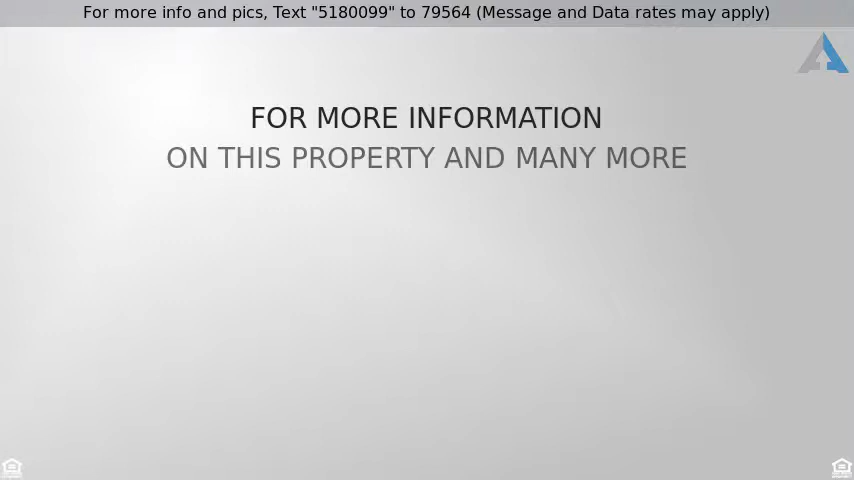 For more info and pics, Text "5180099" to 79564 (Message and Data rates may apply)
FOR MORE INFORMATION
ON THIS PROPERTY AND MANY MORE